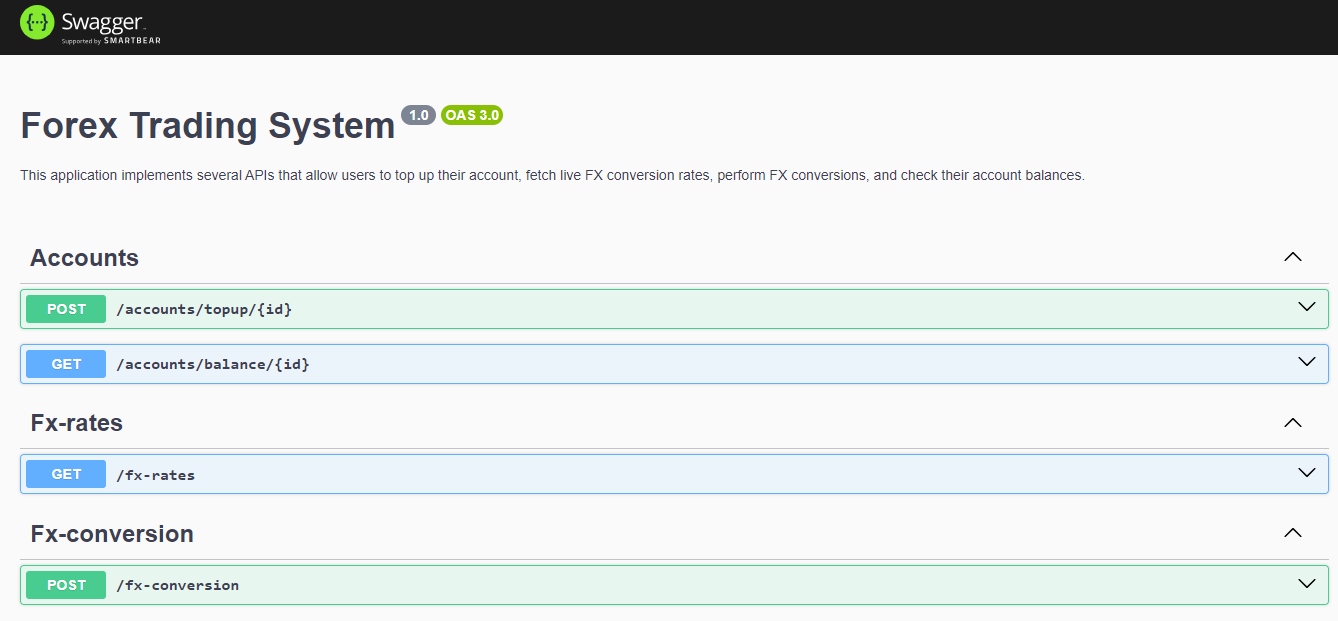 {···} Swagger
Supported by SMARTBEAR
Forex Trading System 1.0 OAS 3.0
This application implements several APIs that allow users to top up their account, fetch live FX conversion rates, perform FX conversions, and check their account balances.
Accounts
POST /accounts/topup/{id}
GET /accounts/balance/{id}
Fx-rates
GET /fx-rates
Fx-conversion
POST /fx-conversion